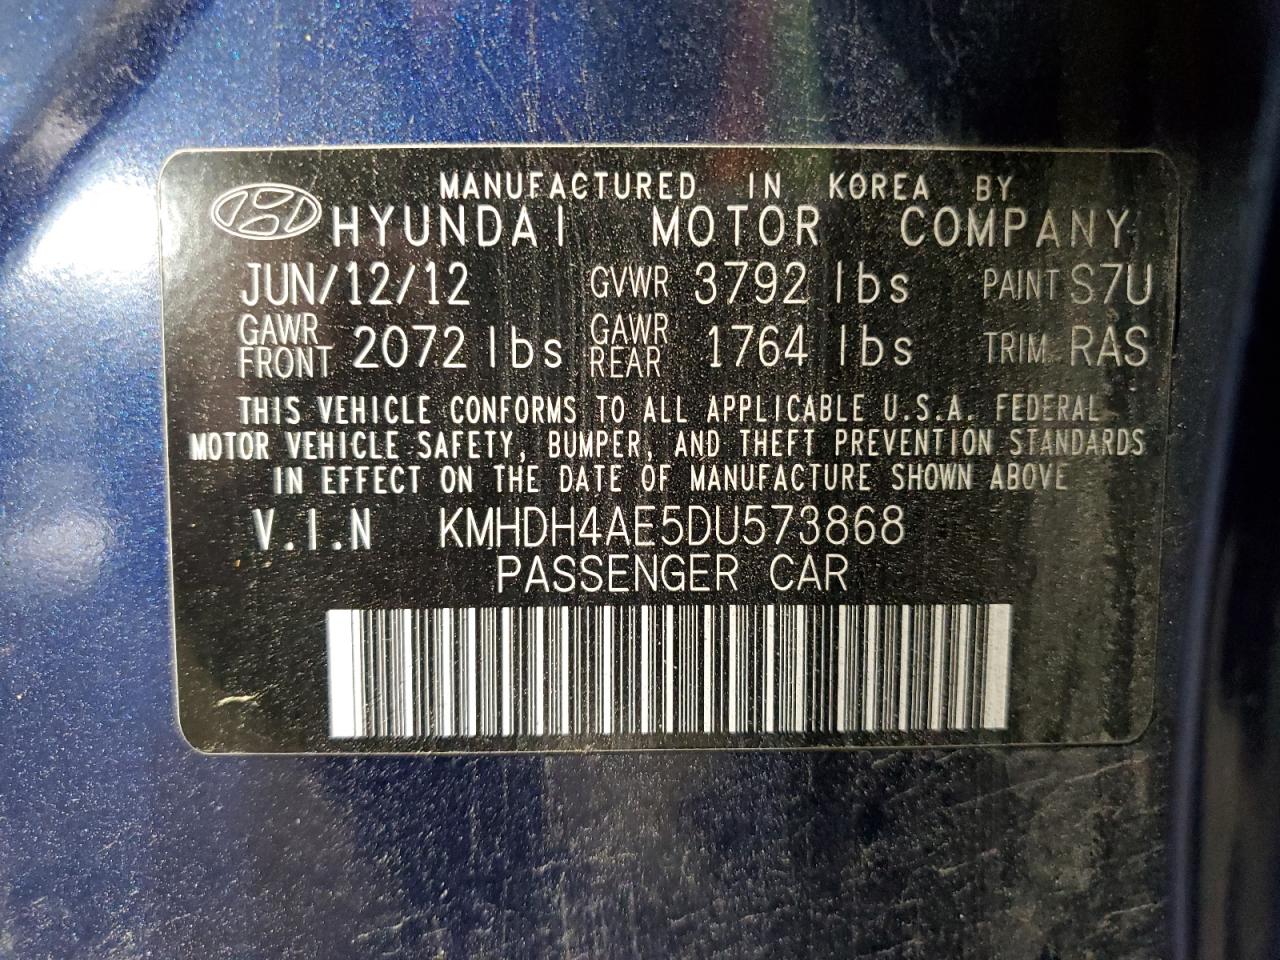 MANUFACTURED IN KOREA BY
HYUNDAI MOTOR COMPANY
JUN/12/12 GVWR 3792 lbs PAINT S7U
GAWR FRONT 2072 lbs GAWR REAR 1764 lbs TRIM RAS
THIS VEHICLE CONFORMS TO ALL APPLICABLE U.S.A. FEDERAL
MOTOR VEHICLE SAFETY, BUMPER, AND THEFT PREVENTION STANDARDS
IN EFFECT ON THE DATE OF MANUFACTURE SHOWN ABOVE
V.I.N KMHDH4AE5DU573868
PASSENGER CAR